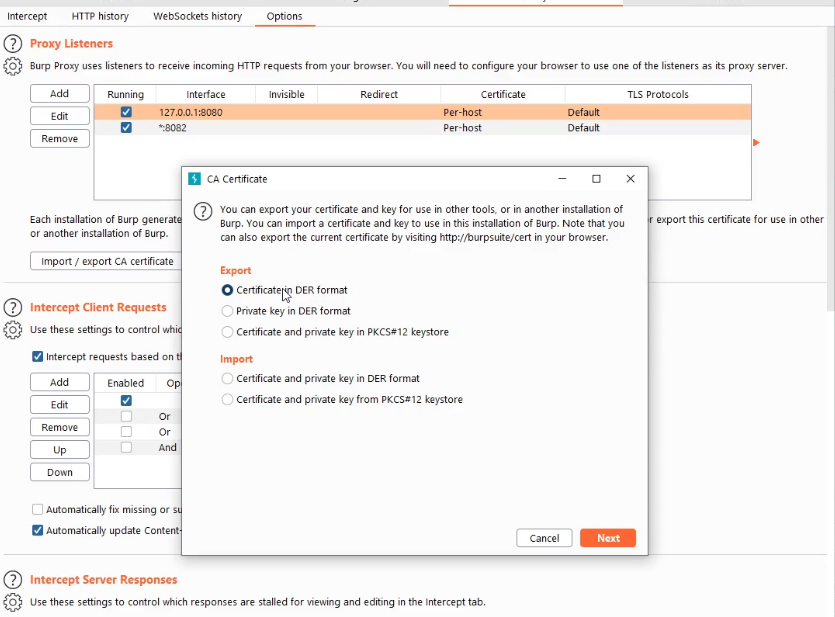 Intercept HTTP history WebSockets history Options
Proxy Listeners
Burp Proxy uses listeners to receive incoming HTTP requests from your browser. You will need to configure your browser to use one of the listeners as its proxy server.
Add Running Interface Invisible Redirect Certificate TLS Protocols
Edit 127.0.0.1:8080 Per-host Default
*:8082 Per-host Default
Remove
CA Certificate
You can export your certificate and key for use in other tools, or in another installation of
Burp. You can import a certificate and key to use in this installation of Burp. Note that you
can also export the current certificate by visiting http://burpsuite/cert in your browser.
Export
Certificate in DER format
Private key in DER format
Certificate and private key in PKCS#12 keystore
Import
Certificate and private key in DER format
Certificate and private key from PKCS#12 keystore
Cancel Next
Each installation of Burp generate export this certificate for use in other
or another installation of Burp.
Import / export CA certificate
Intercept Client Requests
Use these settings to control
Intercept requests based on
Add Enabled
Edit
Remove Or
Or
Up And
Down
Automatically fix missing or
Automatically update Content-
Intercept Server Responses
Use these settings to control which responses are stalled for viewing and editing in the Intercept tab.